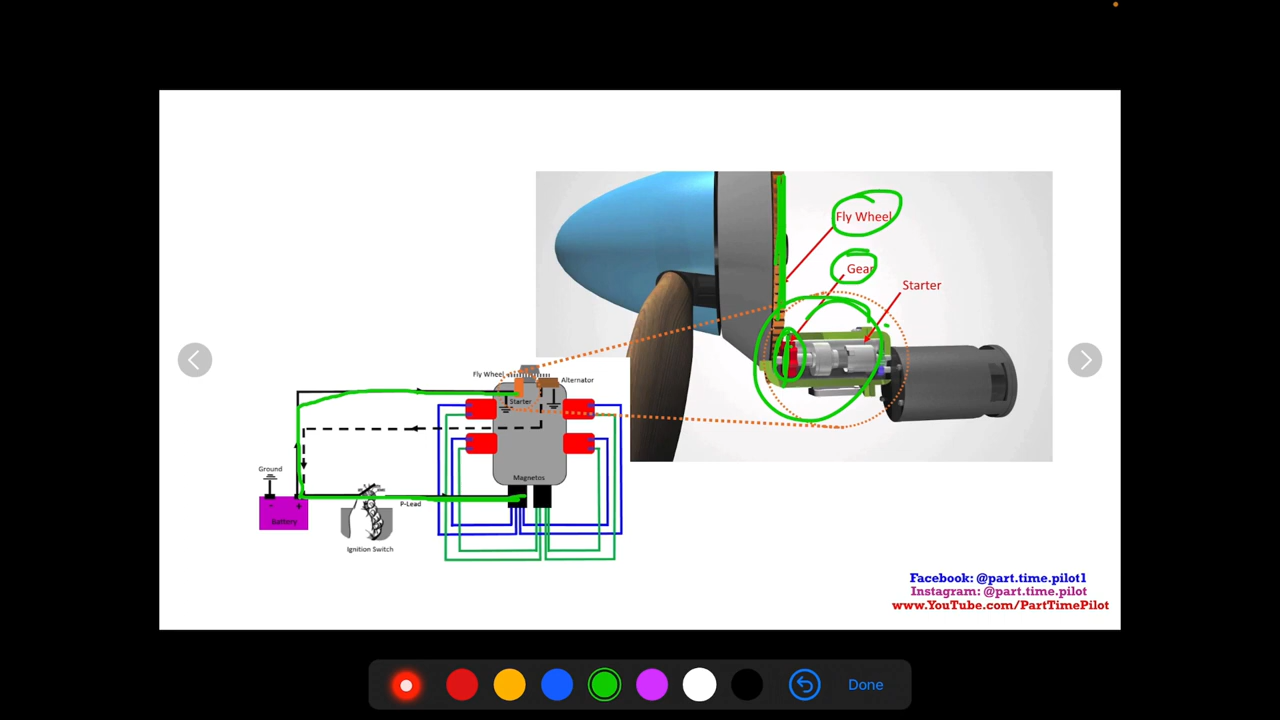 Fly Wheel
Gear
Starter
Fly Wheel
Alternator
Starter
Ground
Magnetos
- +
Battery
P-Lead
Ignition Switch
Facebook: @part.time.pilot1
Instagram: @part.time.pilot
www.YouTube.com/PartTimePilot
Done